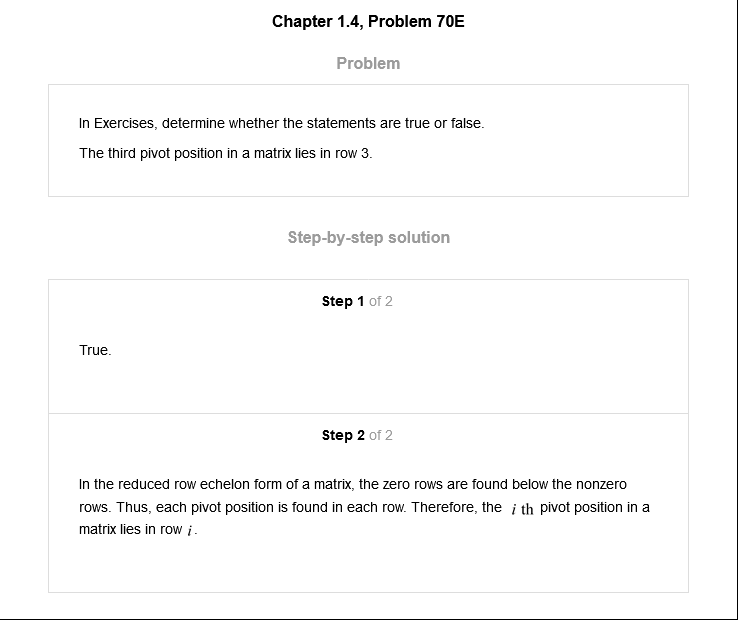 Chapter 1.4, Problem 70E
Problem
In Exercises, determine whether the statements are true or false.
The third pivot position in a matrix lies in row 3.
Step-by-step solution
Step 1 of 2
True.
Step 2 of 2
In the reduced row echelon form of a matrix, the zero rows are found below the nonzero
rows. Thus, each pivot position is found in each row. Therefore, the i th pivot position in a
matrix lies in row i.